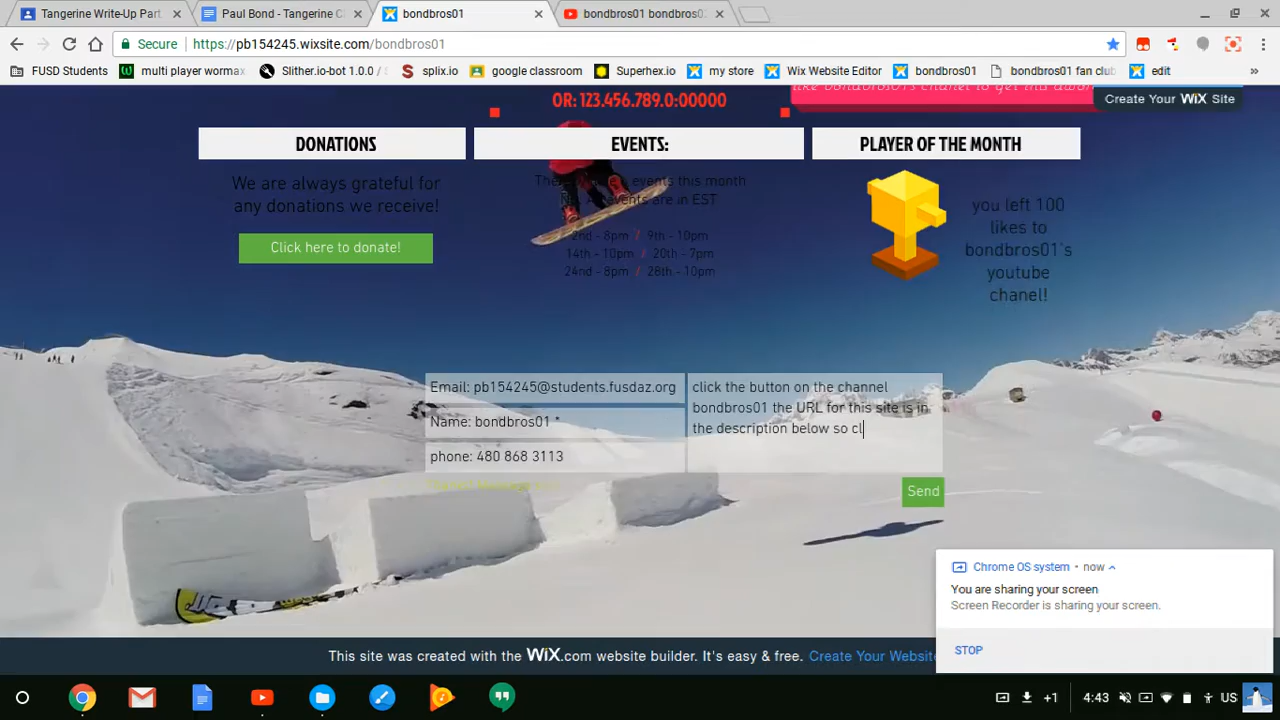 Tangerine Write-Up Part
Paul Bond - Tangerine C
bondbros01
bondbros01 bondbros0
Secure https://pb154245.wixsite.com/bondbros01
FUSD Students
multi player wormax
Slither.io-bot 1.0.0 /
splix.io
google classroom
Superhex.io
my store
Wix Website Editor
bondbros01
bondbros01 fan club
edit
»
OR: 123.456.789.0:00000
like bondbros01's chanel to get this
Create Your WiX Site
DONATIONS
We are always grateful for
any donations we receive!
Click here to donate!
EVENTS:
events this month
events are in EST
2nd - 8pm / 9th - 10pm
14th - 10pm / 20th - 7pm
24nd - 8pm / 28th - 10pm
PLAYER OF THE MONTH
you left 100
likes to
bondbros01`s
youtube
chanel!
Email: pb154245@students.fusdaz.org
Name: bondbros01 *
phone: 480 868 3113
click the button on the channel
bondbros01 the URL for this site is in
the description below so cl
Send
Chrome OS system • now
You are sharing your screen
Screen Recorder is sharing your screen.
STOP
This site was created with the WiX.com website builder. It's easy & free. Create Your Website
+1
4:43
US